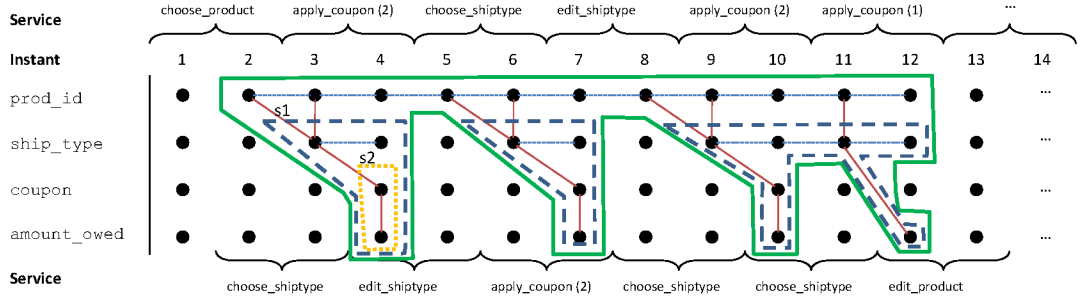 choose_product apply_coupon (2) choose_shiptype edit_shiptype apply_coupon (2) apply_coupon (1) ...
Service
Instant 1 2 3 4 5 6 7 8 9 10 11 12 13 14
prod_id ...
s1
ship_type ...
s2
coupon ...
amount_owed ...
Service
choose_shiptype edit_shiptype apply_coupon (2) choose_shiptype choose_shiptype edit_product